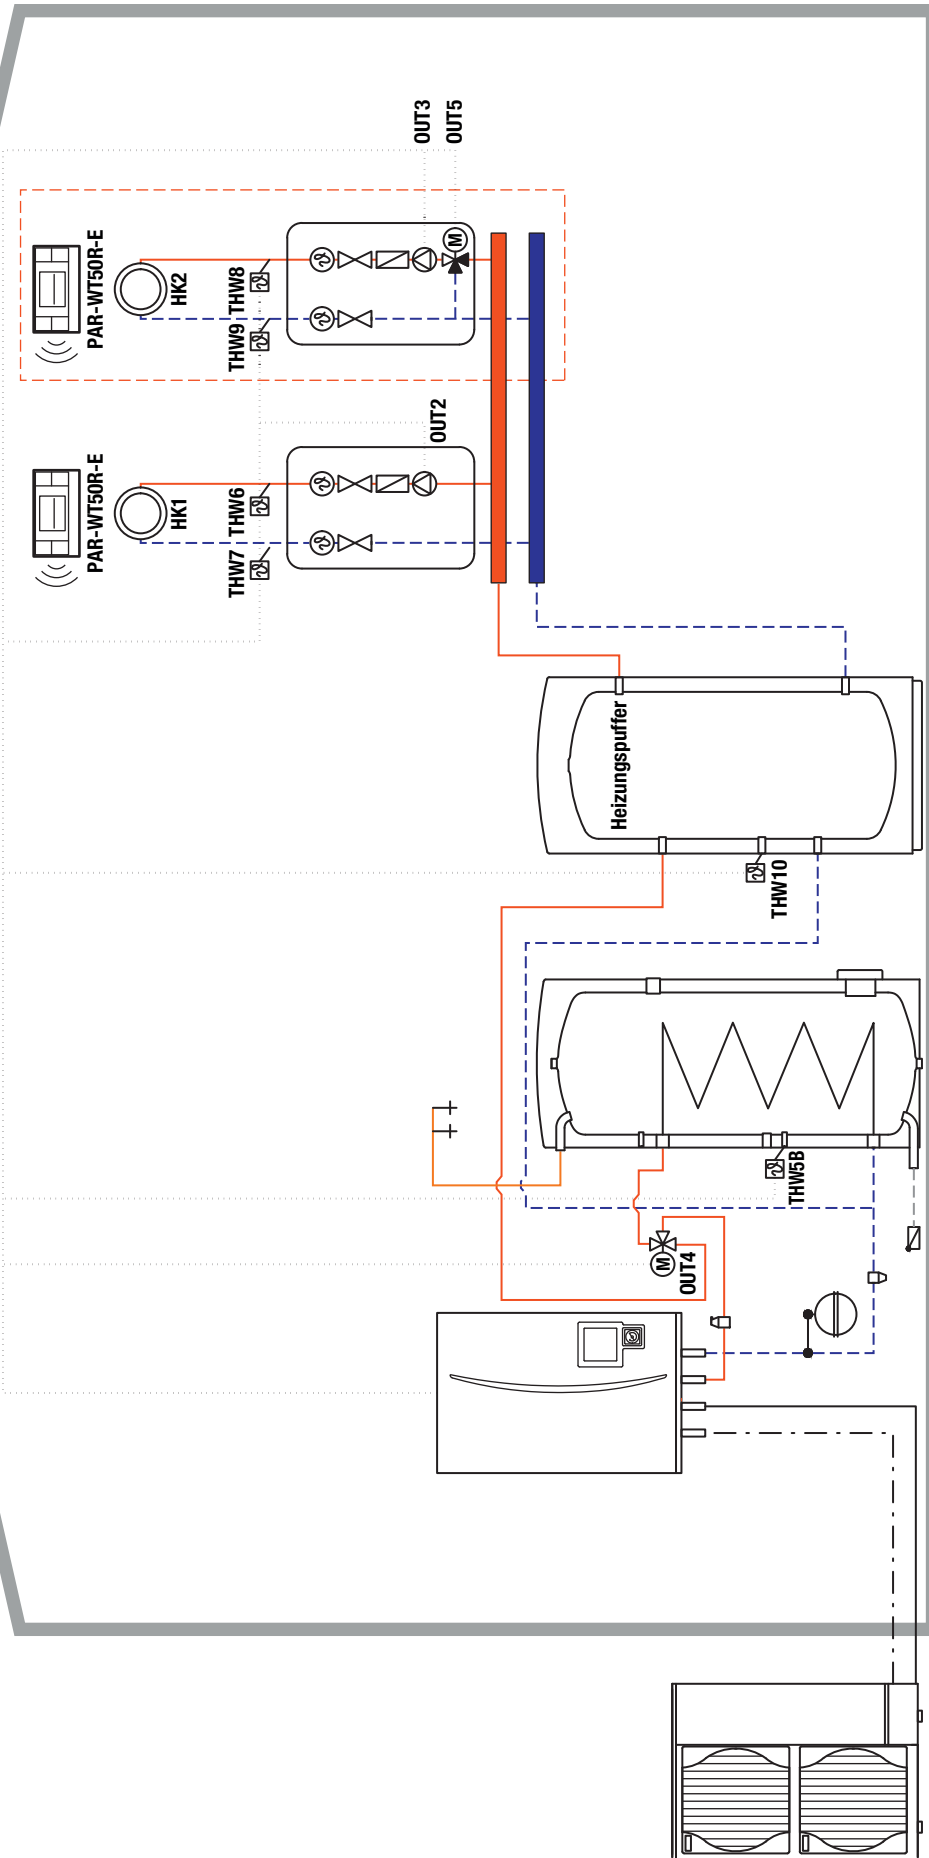 OUT3
OUT5
PAR-WT50R-E
HK2
THW8
THW9
OUT2
PAR-WT50R-E
HK1
THW6
THW7
M
Heizungspuffer
THW10
THW5B
M
OUT4